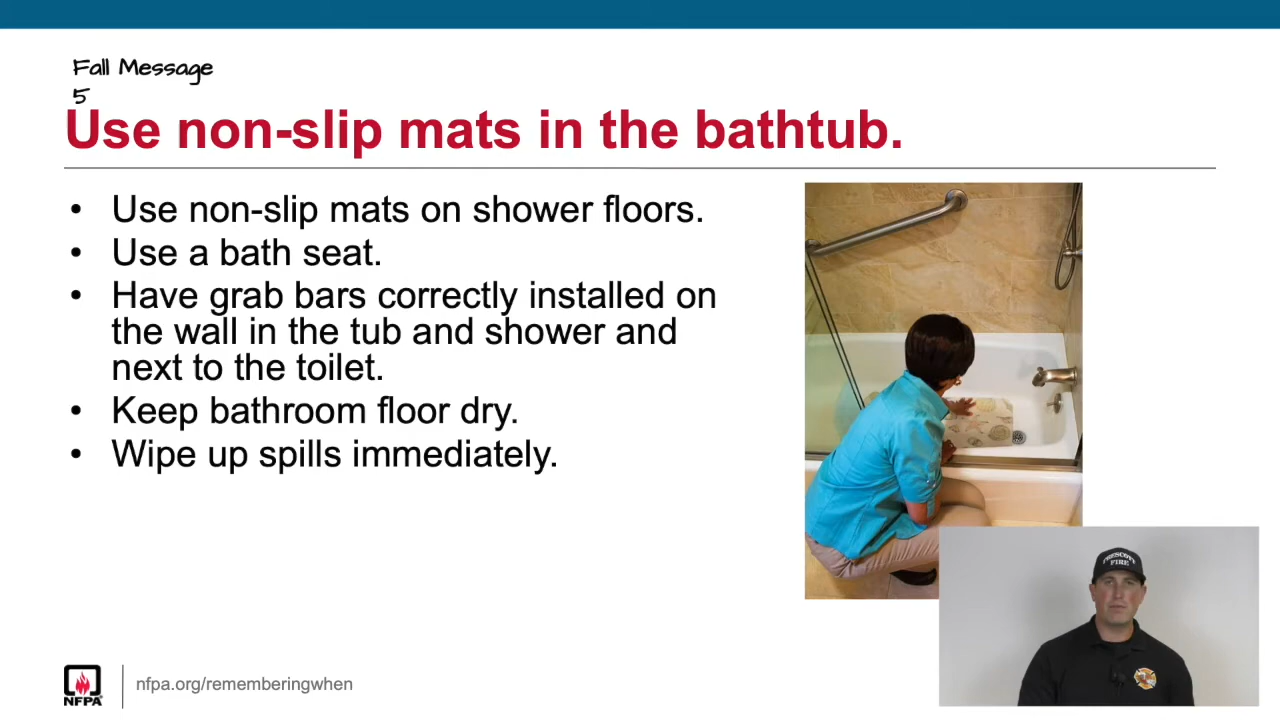 Fall Message
5
Use non-slip mats in the bathtub.
• Use non-slip mats on shower floors.
• Use a bath seat.
• Have grab bars correctly installed on
the wall in the tub and shower and
next to the toilet.
• Keep bathroom floor dry.
• Wipe up spills immediately.
PRESCOTT
FIRE
NFPA
nfpa.org/rememberingwhen